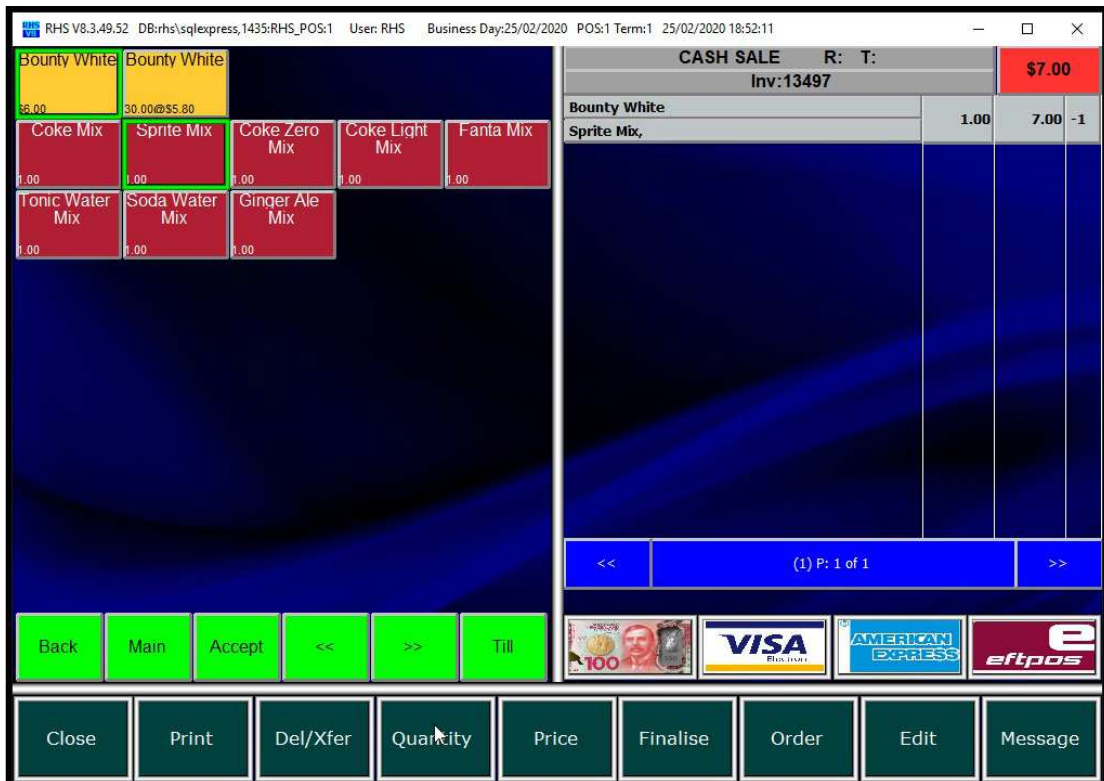 RHS V8.3.49.52 DB:rhs\sqlexpress,1435:RHS_POS:1 User: RHS Business Day:25/02/2020 POS:1 Term:1 25/02/2020 18:52:11
Bounty White
$6.00
Bounty White
30.00@$5.80
Coke Mix
1.00
Sprite Mix
1.00
Coke Zero
Mix
1.00
Coke Light
Mix
1.00
Fanta Mix
1.00
Tonic Water
Mix
1.00
Soda Water
Mix
1.00
Ginger Ale
Mix
1.00
Back
Main
Accept
<<
>>
Till
CASH SALE R: T:
Inv:13497
$7.00
Bounty White
Sprite Mix,
1.00 7.00 -1
<<
(1) P: 1 of 1
>>
100
VISA
Electron
AMERICAN
EXPRESS
e
eftpos
Close
Print
Del/Xfer
Quantity
Price
Finalise
Order
Edit
Message